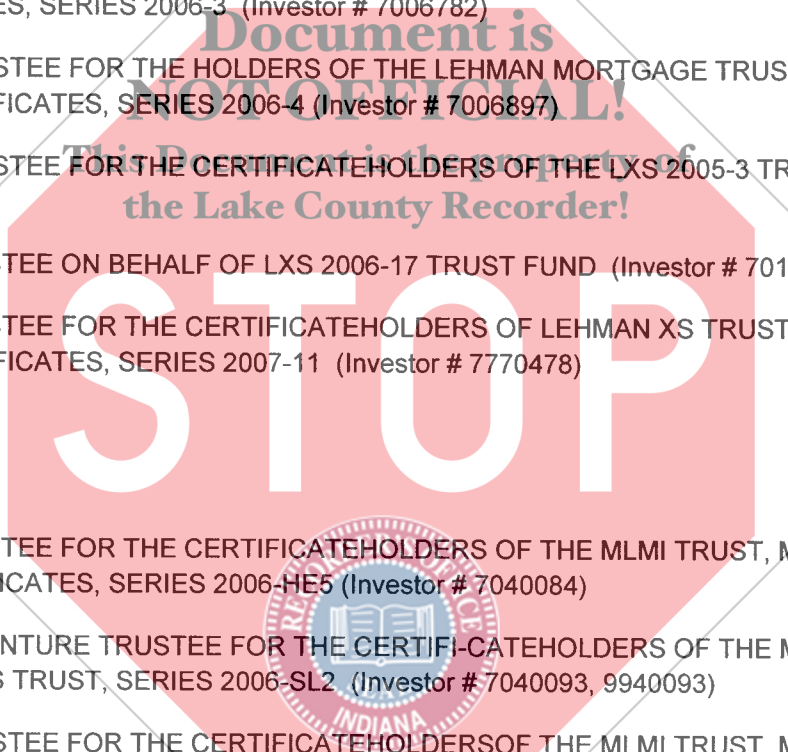 ES, SERIES 2006-3 (Investor # 7006782)
Document is
STEE FOR THE HOLDERS OF THE LEHMAN MORTGAGE TRUS
NOT OFFICIAL!
FICATES, SERIES 2006-4 (Investor # 7006897)
This Document is the property of
STEE FOR THE CERTIFICATEHOLDERS OF THE LXS 2005-3 TR
the Lake County Recorder!
TEE ON BEHALF OF LXS 2006-17 TRUST FUND (Investor # 701
STOP
TEE FOR THE CERTIFICATEHOLDERS OF LEHMAN XS TRUST
FICATES, SERIES 2007-11 (Investor # 7770478)
TEE FOR THE CERTIFICATEHOLDERS OF THE MLMI TRUST, M
ICATES, SERIES 2006-HE5 (Investor # 7040084)
NTURE TRUSTEE FOR THE CERTIFI-CATEHOLDERS OF THE M
S TRUST, SERIES 2006-SL2 (Investor # 7040093, 9940093)
STEE FOR THE CERTIFICATEHOLDERSOF THE MLMI TRUST, M
RECORDER'S OFFICE
SEAL
INDIANA